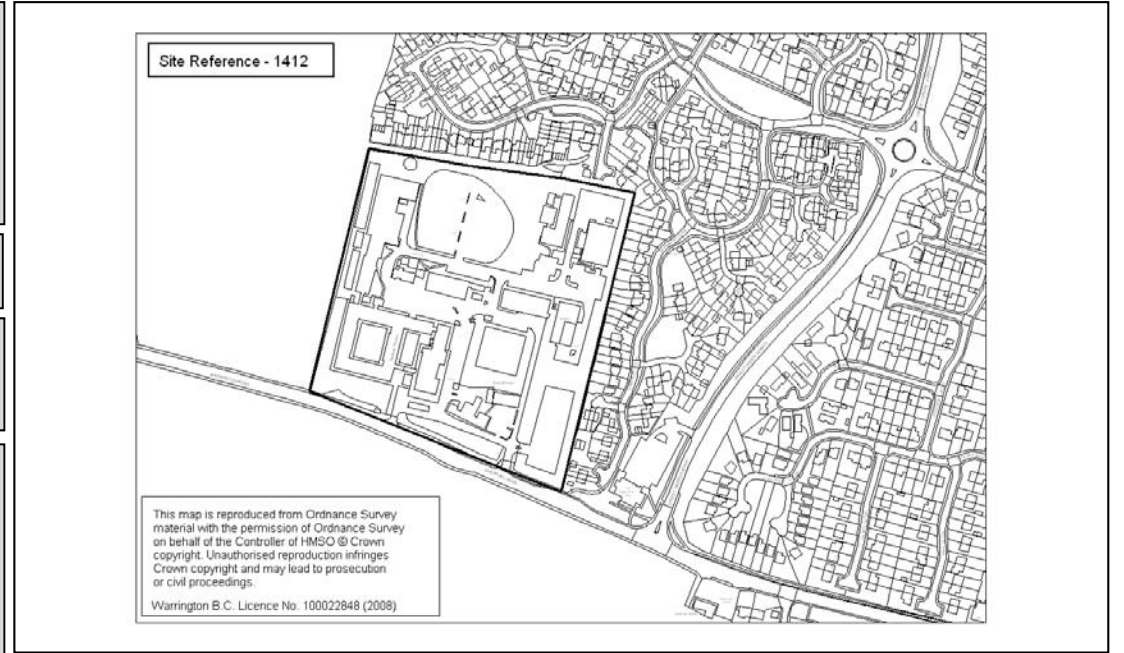 Site Reference - 1412
This map is reproduced from Ordnance Survey
material with the permission of Ordnance Survey
on behalf of the Controller of HMSO © Crown
copyright. Unauthorised reproduction infringes
Crown copyright and may lead to prosecution
or civil proceedings.
Warrington B.C. Licence No. 100022848 (2008)